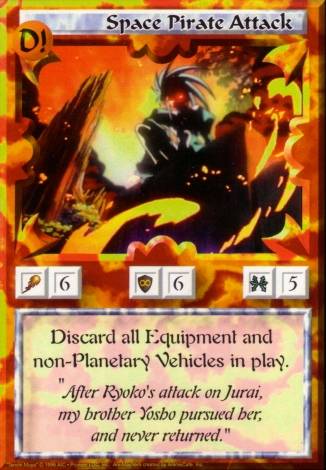 Space Pirate Attack
D!
6
6
5
Discard all Equipment and
non-Planetary Vehicles in play.
"After Ryoko's attack on Jurai,
my brother Yosho pursued her,
and never returned."